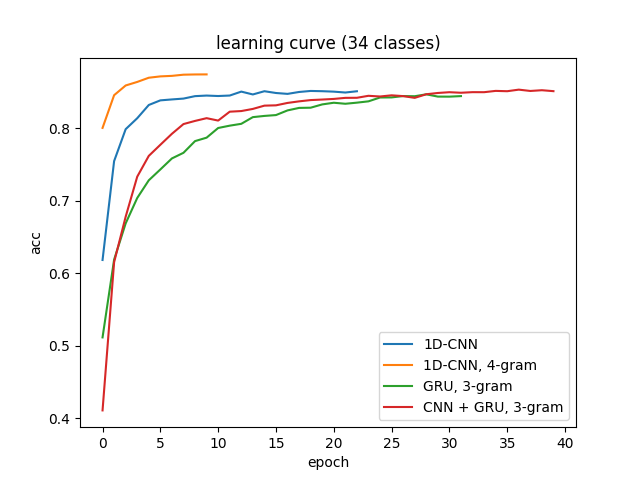 learning curve (34 classes)
acc
0.8
0.7
0.6
0.5
0.4
1D-CNN
1D-CNN, 4-gram
GRU, 3-gram
CNN + GRU, 3-gram
0 5 10 15 20 25 30 35 40
epoch